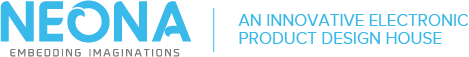 NEONA
EMBEDDING IMAGINATIONS
AN INNOVATIVE ELECTRONIC
PRODUCT DESIGN HOUSE